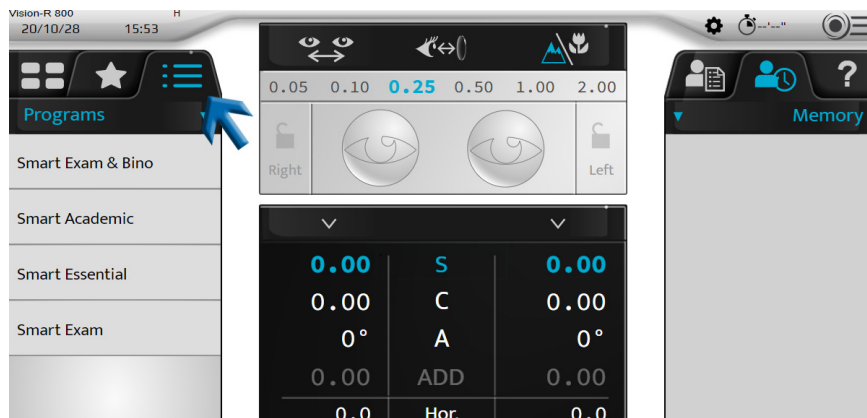 Vision-R 800 H
20/10/28 15:53 --'--"
?
Programs Memory
0.05 0.10 0.25 0.50 1.00 2.00
Right Left
Smart Exam & Bino
Smart Academic
Smart Essential
Smart Exam
0.00 S 0.00
0.00 C 0.00
0° A 0°
0.00 ADD 0.00
0.0 Hor. 0.0